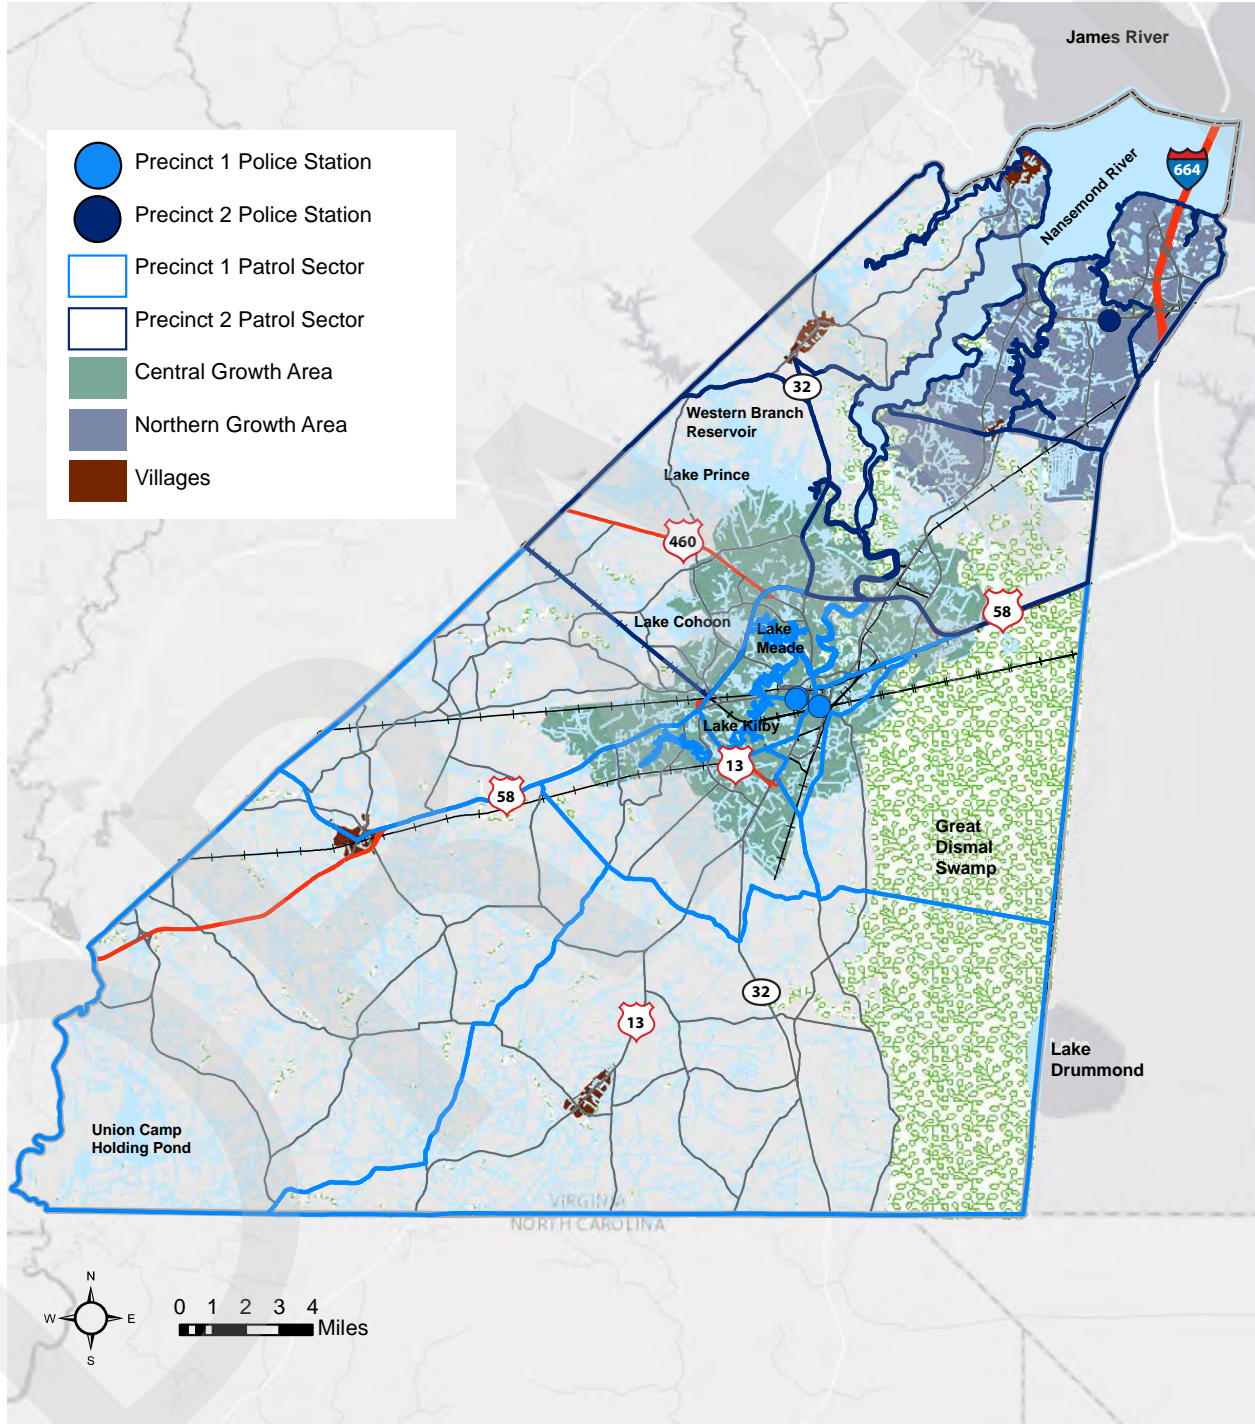 James River
Precinct 1 Police Station
Precinct 2 Police Station
Precinct 1 Patrol Sector
Precinct 2 Patrol Sector
Central Growth Area
Northern Growth Area
Villages
664
Nansemond River
32
Western Branch
Reservoir
Lake Prince
460
58
Lake Cohoon
Lake
Meade
Lake Kilby
13
58
Great
Dismal
Swamp
32
13
Lake
Drummond
Union Camp
Holding Pond
VIRGINIA
NORTH CAROLINA
N
W
E
S
0 1 2 3 4
Miles
DRAFT